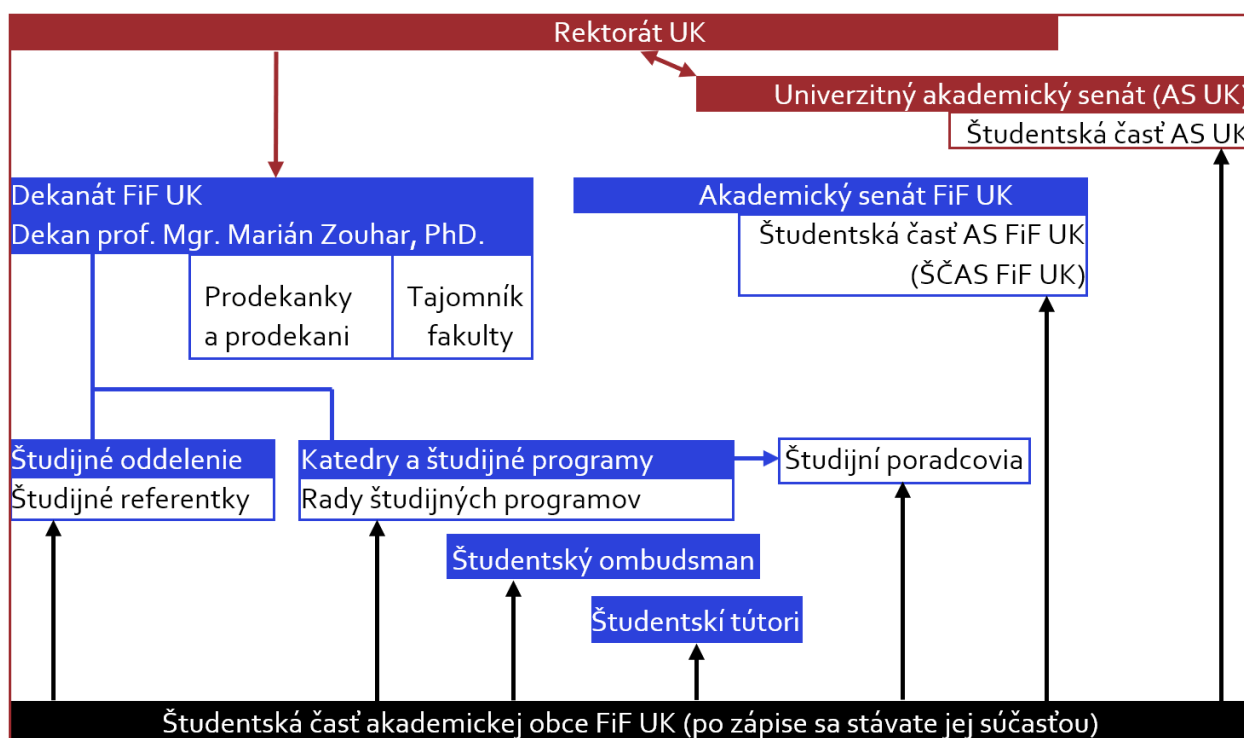 Rektorát UK
Univerzitný akademický senát (AS UK)
Študentská časť AS UK
Dekanát FiF UK
Dekan prof. Mgr. Marián Zouhar, PhD.
Prodekanky
a prodekani
Tajomník
fakulty
Akademický senát FiF UK
Študentská časť AS FiF UK
(ŠČAS FiF UK)
Študijné oddelenie
Študijné referentky
Katedry a študijné programy
Rady študijných programov
Študijní poradcovia
Študentský ombudsman
Študentskí tútori
Študentská časť akademickej obce FiF UK (po zápise sa stávate jej súčasťou)